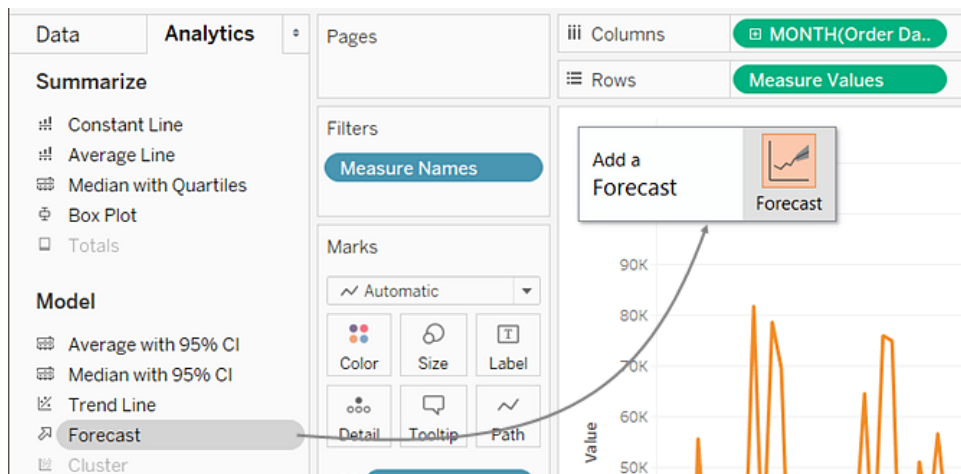 Data
Analytics
Summarize
Constant Line
Average Line
Median with Quartiles
Box Plot
Totals
Model
Average with 95% CI
Median with 95% CI
Trend Line
Forecast
Cluster
Pages
Filters
Measure Names
Marks
Automatic
Color
Size
T
Label
Detail
Tooltip
Path
Columns
MONTH(Order Da..
Rows
Measure Values
Add a
Forecast
Forecast
90K
80K
70K
60K
50K
Value